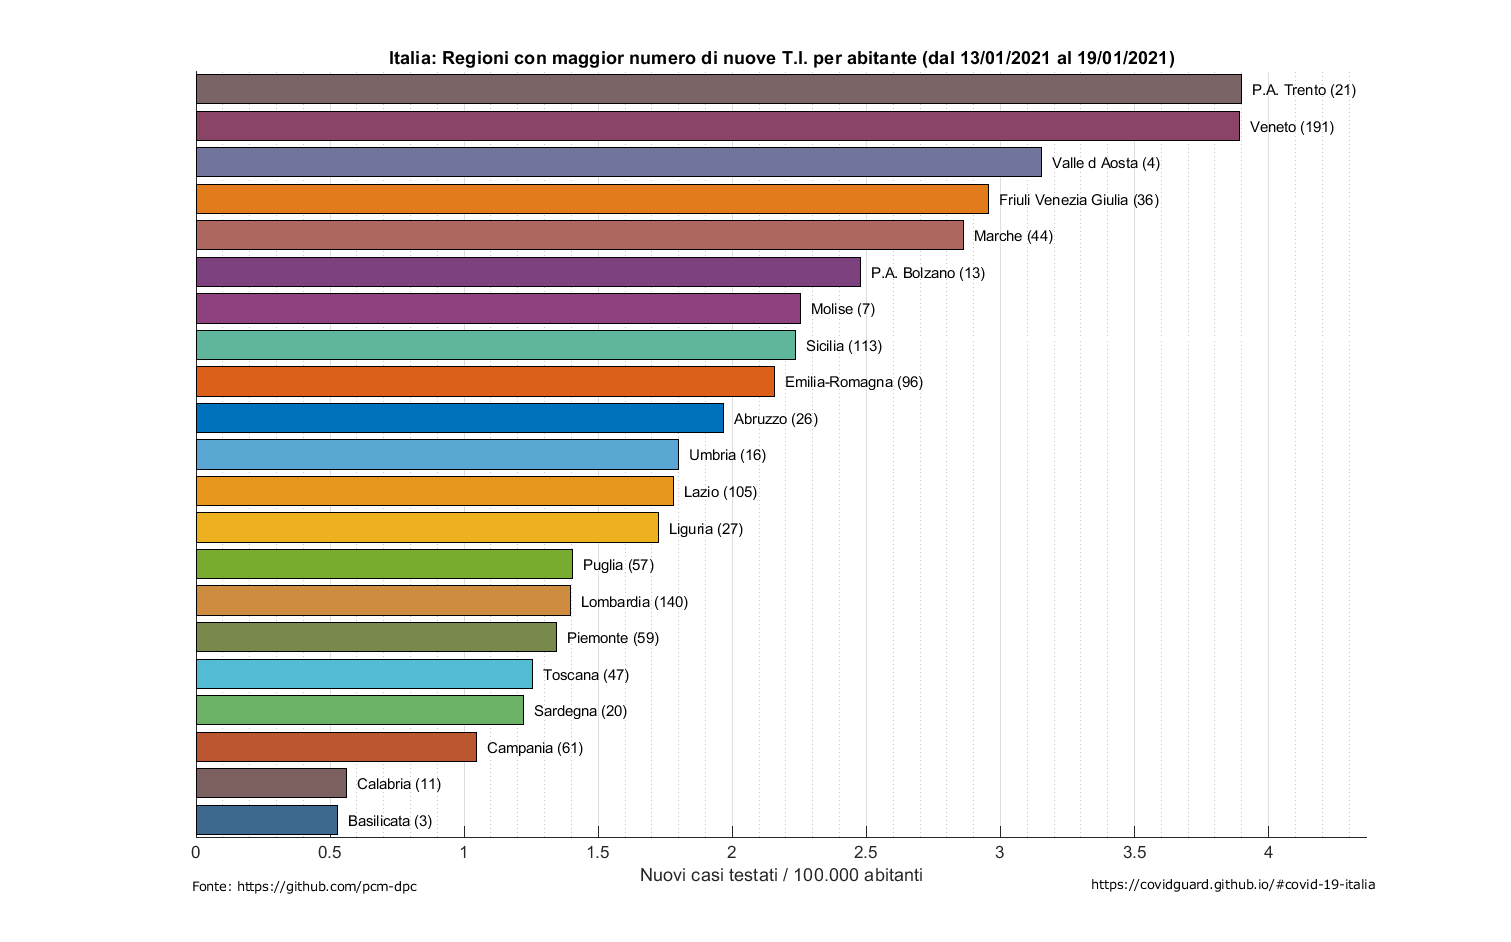 Italia: Regioni con maggior numero di nuove T.I. per abitante (dal 13/01/2021 al 19/01/2021)
P.A. Trento (21)
Veneto (191)
Valle d Aosta (4)
Friuli Venezia Giulia (36)
Marche (44)
P.A. Bolzano (13)
Molise (7)
Sicilia (113)
Emilia-Romagna (96)
Abruzzo (26)
Umbria (16)
Lazio (105)
Liguria (27)
Puglia (57)
Lombardia (140)
Piemonte (59)
Toscana (47)
Sardegna (20)
Campania (61)
Calabria (11)
Basilicata (3)
0 0.5 1 1.5 2 2.5 3 3.5 4
Nuovi casi testati / 100.000 abitanti
Fonte: https://github.com/pcm-dpc
https://covidguard.github.io/#covid-19-italia